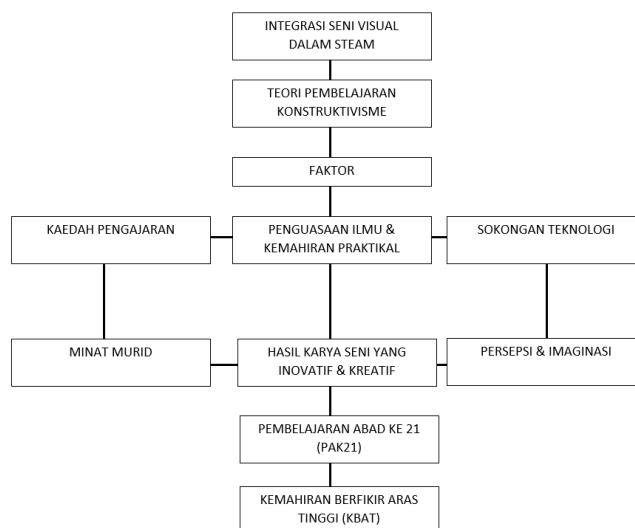 INTEGRASI SENI VISUAL
DALAM STEAM
TEORI PEMBELAJARAN
KONSTRUKTIVISME
FAKTOR
KAEDAH PENGAJARAN
PENGUASAAN ILMU &
KEMAHIRAN PRAKTIKAL
SOKONGAN TEKNOLOGI
MINAT MURID
HASIL KARYA SENI YANG
INOVATIF & KREATIF
PERSEPSI & IMAGINASI
PEMBELAJARAN ABAD KE 21
(PAK21)
KEMAHIRAN BERFIKIR ARAS
TINGGI (KBAT)